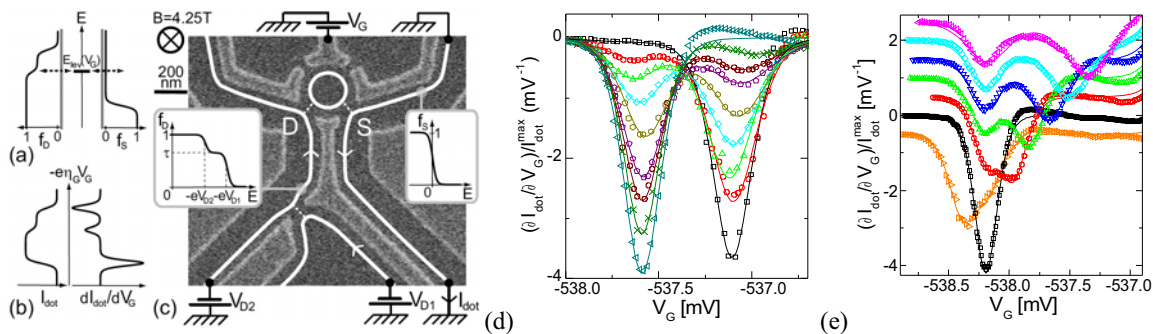 B=4.25T
200
nm
E
E_lev(V_G)
1 f_D 0
0 f_S 1
(a)
-eη_GV_G
I_dot
dI_dot/dV_G
(b)
V_G
D
S
f_D
1
τ
0
-eV_D2
-eV_D1
E
f_S
1
0
E
V_D2
V_D1
I_dot
(c)
(∂ I_dot/∂ V_G)/I_dot^max (mV⁻¹)
0
-2
-4
-538.0
-537.5
-537.0
V_G [mV]
(d)
(∂ I_dot/∂ V_G)/I_dot^max [mV⁻¹]
2
0
-2
-4
-538.5
-538.0
-537.5
-537.0
V_G [mV]
(e)